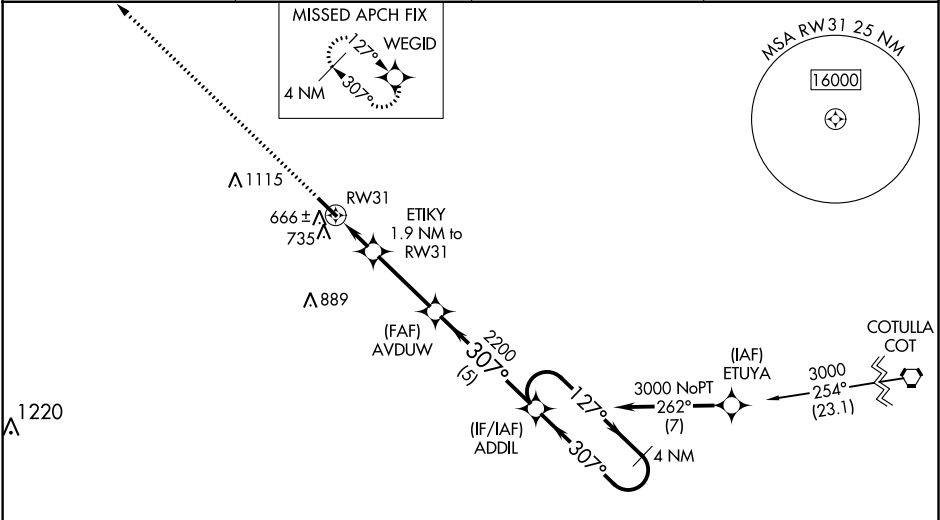 MISSED APCH FIX
127°
WEGID
307°
4 NM
MSA RW31 25 NM
16000
1115
RW31
666 ±
735
ETIKY
1.9 NM to
RW31
889
(FAF)
AVDUW
2200
307°
(5)
COTULLA
COT
(IAF)
ETUYA
3000
254°
(23.1)
3000 NoPT
262°
(7)
127°
(IF/IAF)
ADDIL
307°
4 NM
1220